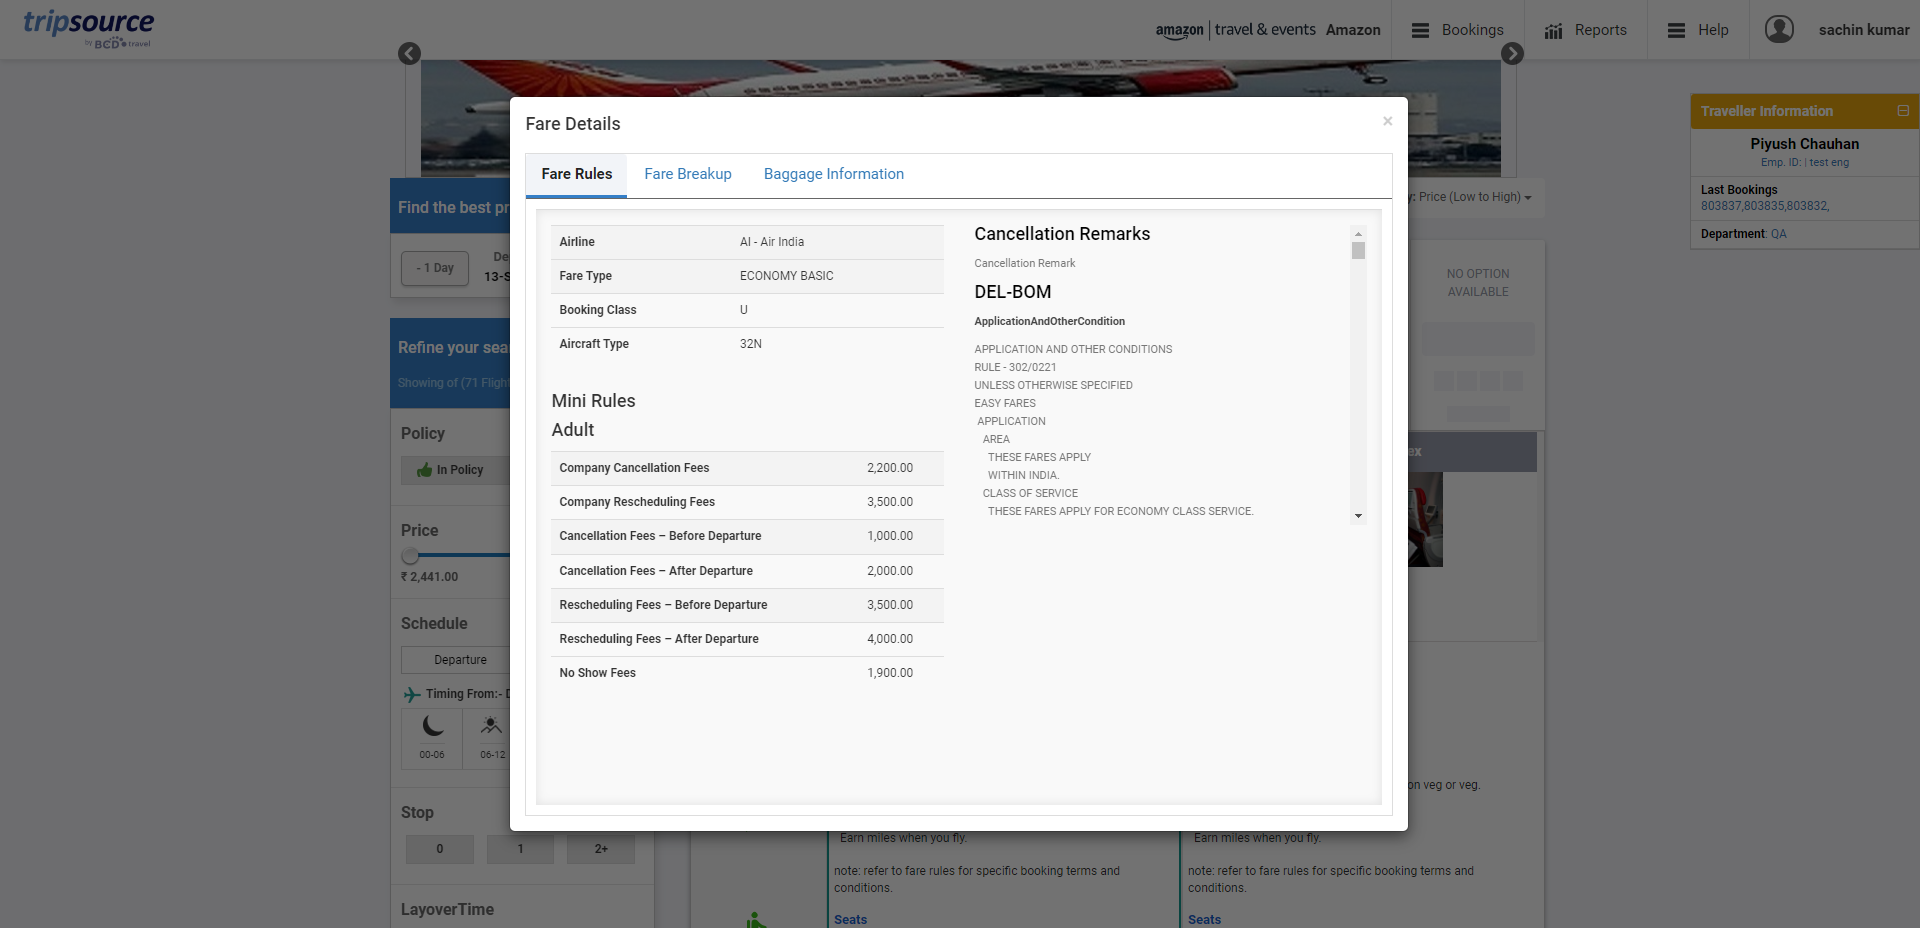 tripsource
by BCD travel
amazon | travel & events Amazon
Bookings
Reports
Help
sachin kumar
Fare Details
×
Fare Rules
Fare Breakup
Baggage Information
Airline AI - Air India
Fare Type ECONOMY BASIC
Booking Class U
Aircraft Type 32N
Mini Rules
Adult
Company Cancellation Fees 2,200.00
Company Rescheduling Fees 3,500.00
Cancellation Fees – Before Departure 1,000.00
Cancellation Fees – After Departure 2,000.00
Rescheduling Fees – Before Departure 3,500.00
Rescheduling Fees – After Departure 4,000.00
No Show Fees 1,900.00
Cancellation Remarks
Cancellation Remark
DEL-BOM
ApplicationAndOtherCondition
APPLICATION AND OTHER CONDITIONS
RULE - 302/0221
UNLESS OTHERWISE SPECIFIED
EASY FARES
APPLICATION
AREA
THESE FARES APPLY
WITHIN INDIA.
CLASS OF SERVICE
THESE FARES APPLY FOR ECONOMY CLASS SERVICE.
Traveller Information
Piyush Chauhan
Emp. ID: | test eng
Last Bookings
803837,803835,803832,
Department: QA
Find the best pr
- 1 Day
De
13-S
Refine your sea
Showing of (71 Flight
Policy
In Policy
Price
₹ 2,441.00
Schedule
Departure
Timing From:- D
00-06
06-12
Stop
0
1
2+
LayoverTime
y: Price (Low to High)
NO OPTION
AVAILABLE
ex
on veg or veg.
Earn miles when you fly.
note: refer to fare rules for specific booking terms and
conditions.
Seats
Earn miles when you fly.
note: refer to fare rules for specific booking terms and
conditions.
Seats